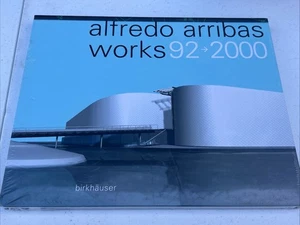 alfredo arribas
works 92→2000
birkhäuser